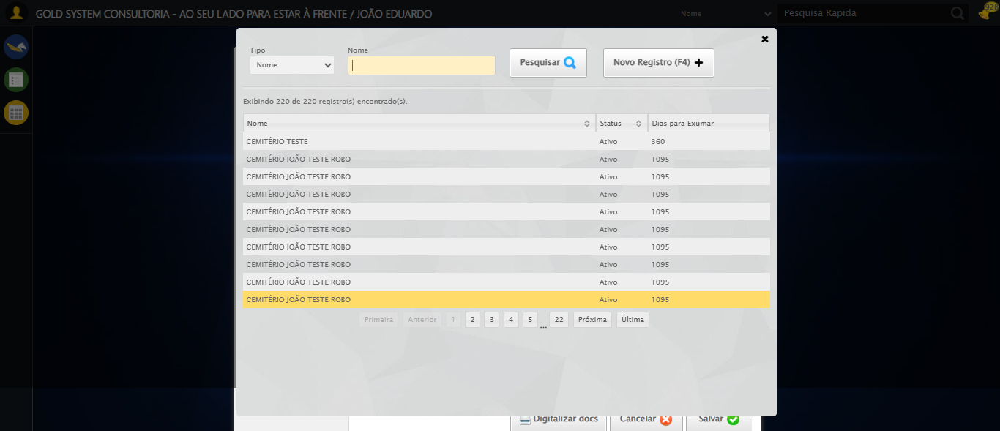 GOLD SYSTEM CONSULTORIA - AO SEU LADO PARA ESTAR À FRENTE / JOÃO EDUARDO
Nome
Pesquisa Rapida
928
Tipo
Nome
Nome
Pesquisar
Novo Registro (F4)
Exibindo 220 de 220 registro(s) encontrado(s).
Nome Status Dias para Exumar
CEMITÉRIO TESTE Ativo 360
CEMITÉRIO JOÃO TESTE ROBO Ativo 1095
CEMITÉRIO JOÃO TESTE ROBO Ativo 1095
CEMITÉRIO JOÃO TESTE ROBO Ativo 1095
CEMITÉRIO JOÃO TESTE ROBO Ativo 1095
CEMITÉRIO JOÃO TESTE ROBO Ativo 1095
CEMITÉRIO JOÃO TESTE ROBO Ativo 1095
CEMITÉRIO JOÃO TESTE ROBO Ativo 1095
CEMITÉRIO JOÃO TESTE ROBO Ativo 1095
CEMITÉRIO JOÃO TESTE ROBO Ativo 1095
Primeira Anterior 1 2 3 4 5 ... 22 Próxima Última
Digitalizar docs Cancelar Salvar